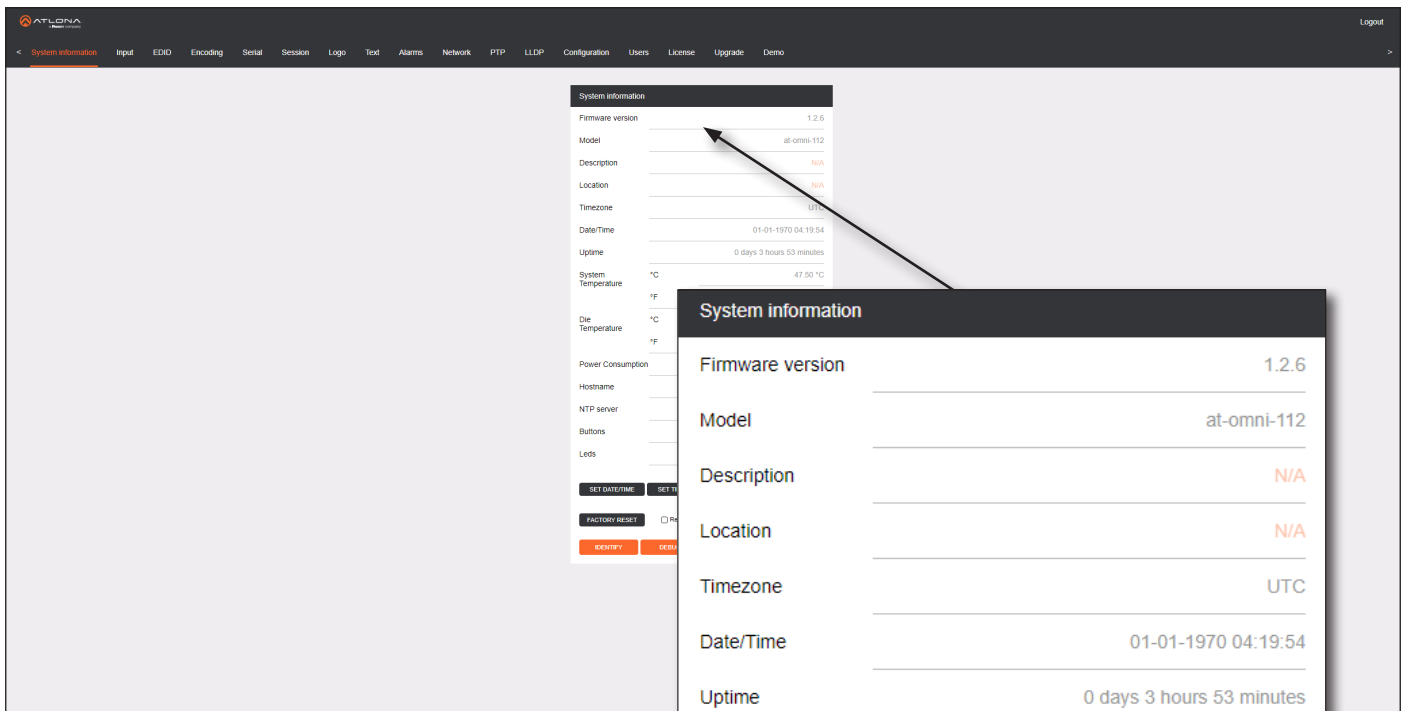 ATLONA
Logout
< System information Input EDID Encoding Serial Session Logo Text Alarms Network PTP LLDP Configuration Users License Upgrade Demo >
System information
Firmware version 1.2.6
Model at-omni-112
Description N/A
Location N/A
Timezone UTC
Date/Time 01-01-1970 04:19:54
Uptime 0 days 3 hours 53 minutes
System Temperature °C 47.50 °C
°F
Die Temperature °C
°F
Power Consumption
Hostname
NTP server
Buttons
Leds
SET DATE/TIME
FACTORY RESET
IDENTIFY
System information
Firmware version 1.2.6
Model at-omni-112
Description N/A
Location N/A
Timezone UTC
Date/Time 01-01-1970 04:19:54
Uptime 0 days 3 hours 53 minutes